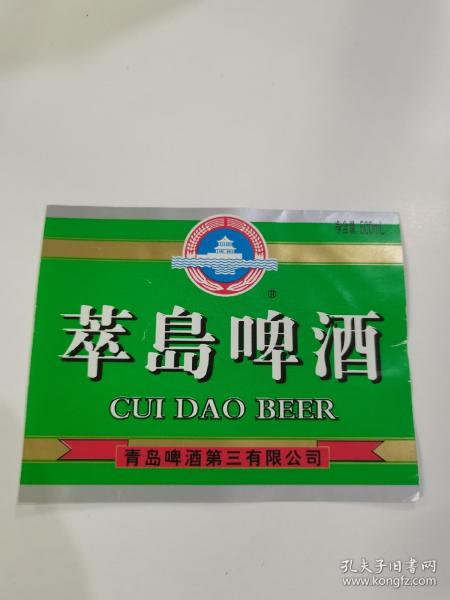 净含量:500mL
®
萃島啤酒
CUI DAO BEER
青岛啤酒第三有限公司
孔夫子旧书网
www.kongfz.com